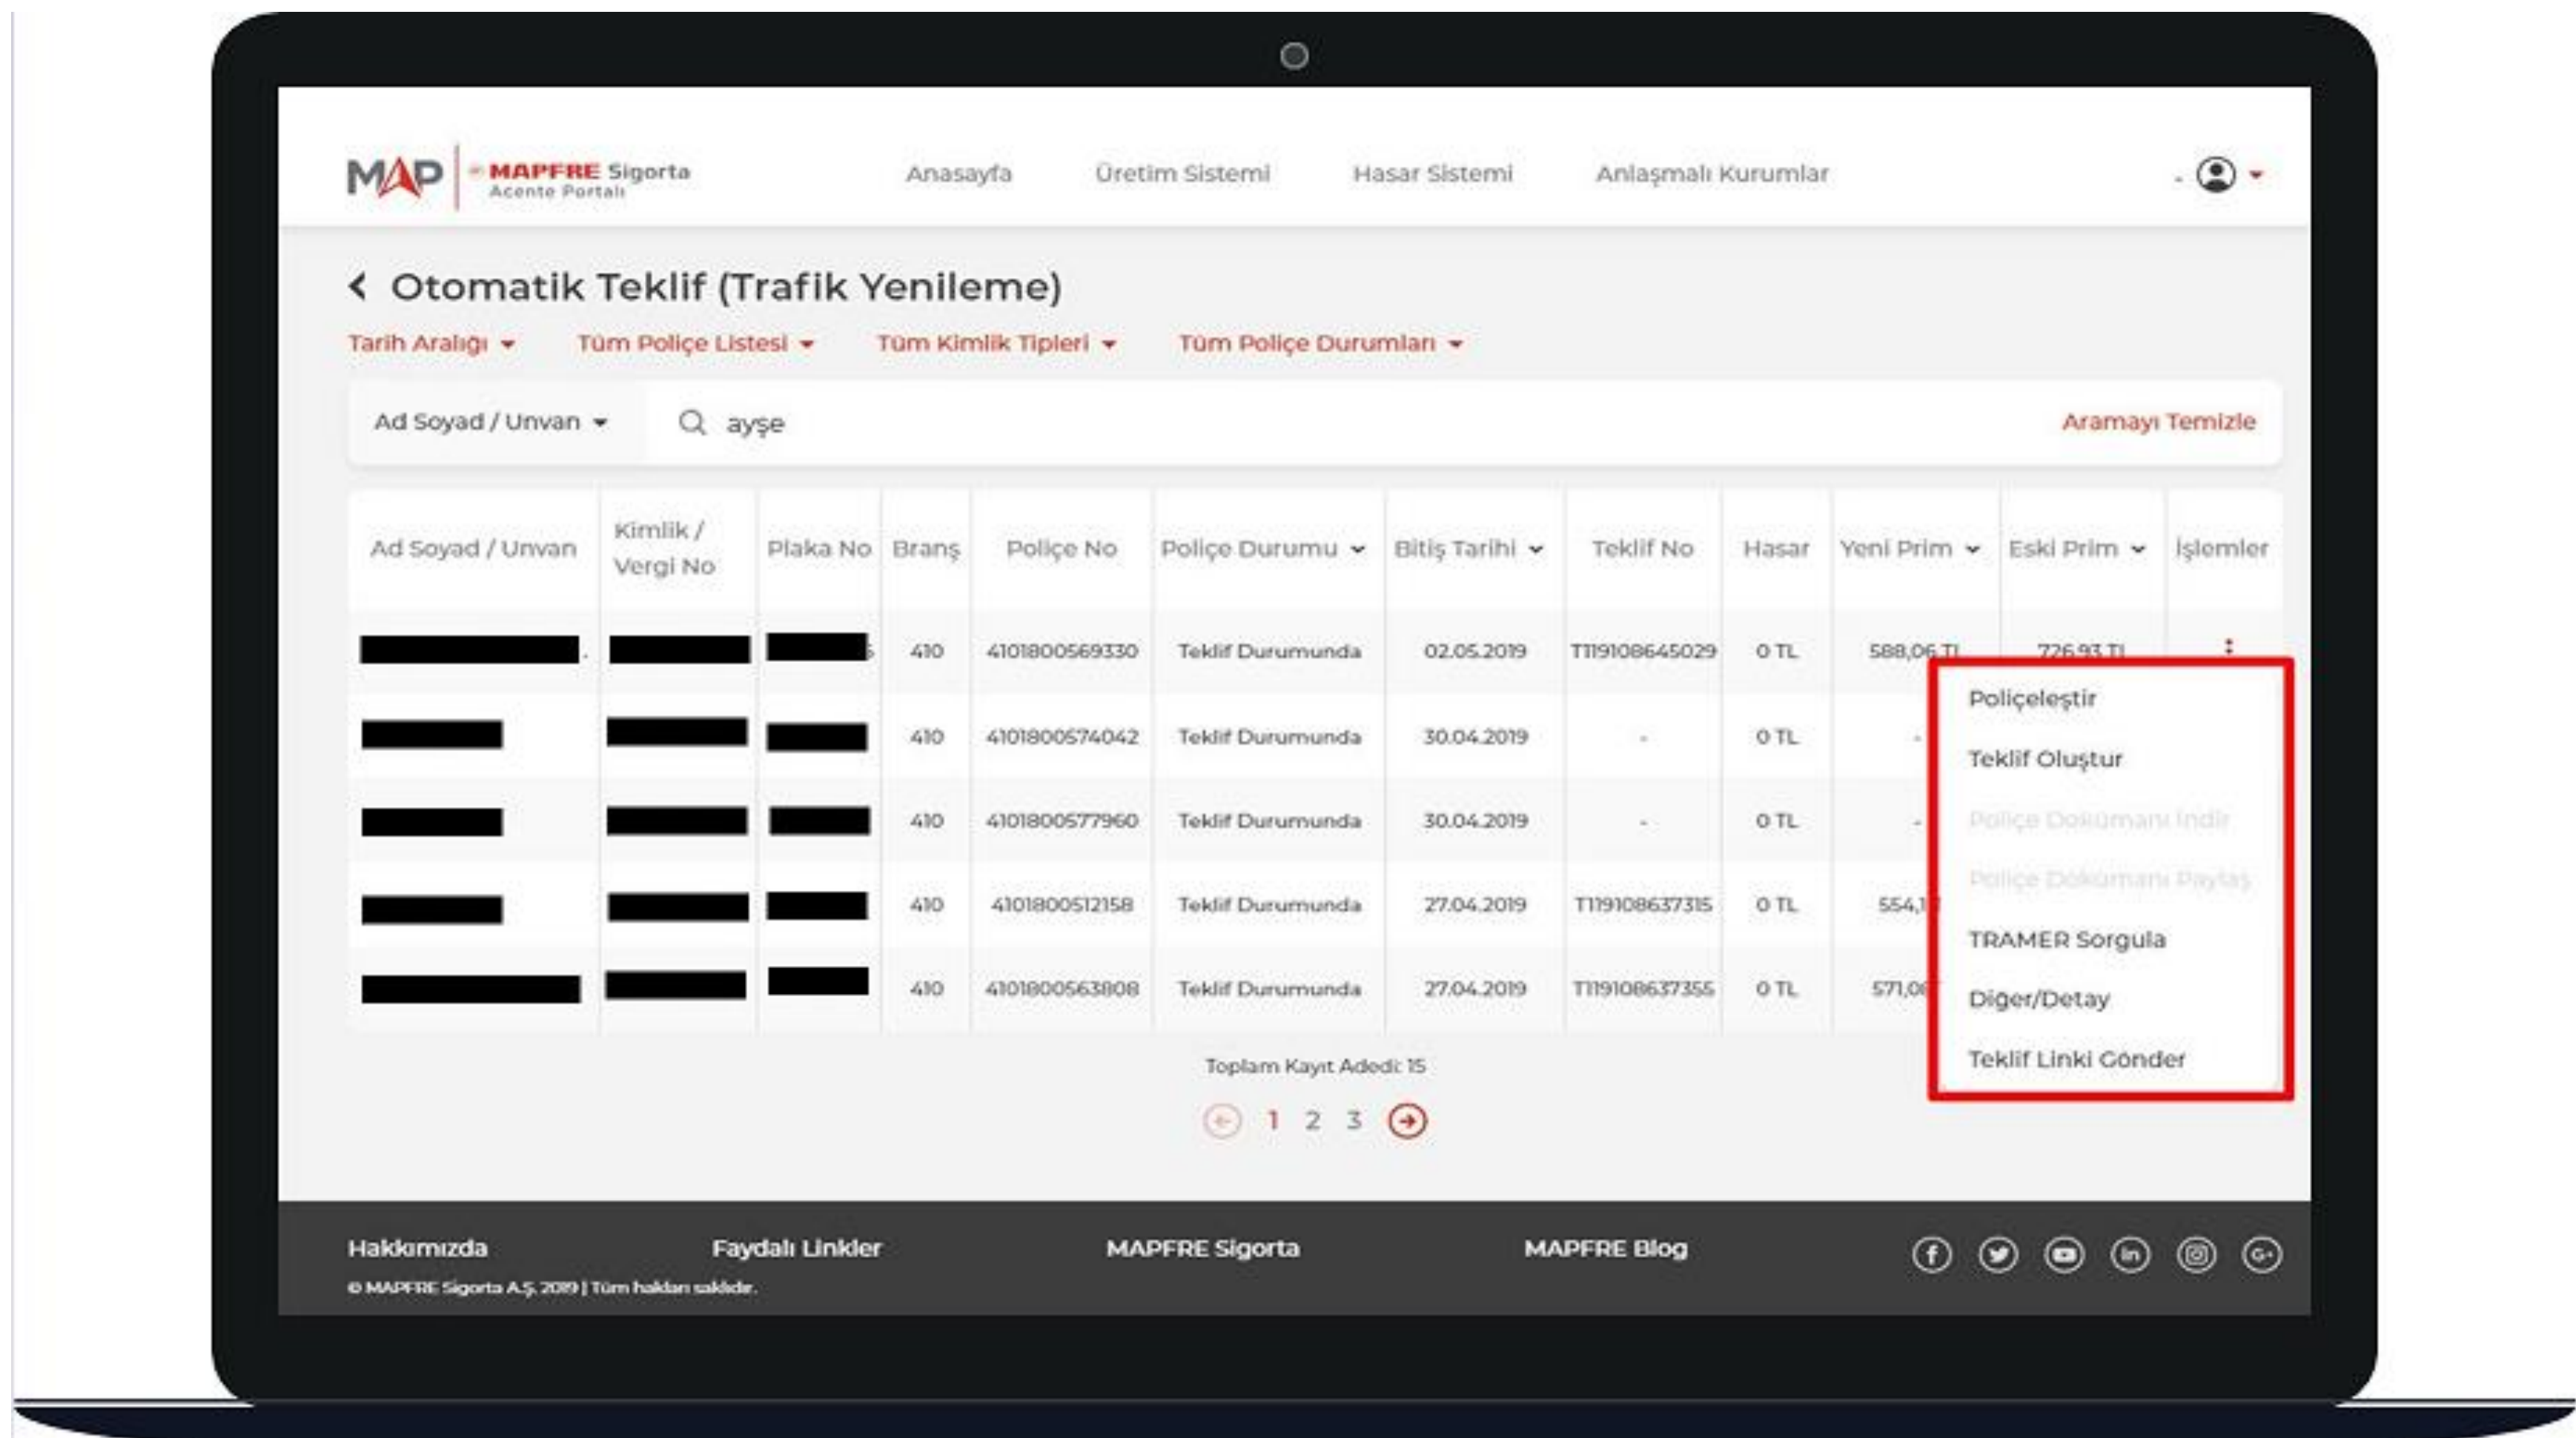 MAP MAPFRE Sigorta
Acente Portalı
Anasayfa Üretim Sistemi Hasar Sistemi Anlaşmalı Kurumlar
Otomatik Teklif (Trafik Yenileme)
Tarih Aralığı Tüm Poliçe Listesi Tüm Kimlik Tipleri Tüm Poliçe Durumları
Ad Soyad / Unvan ayşe Aramayı Temizle
Ad Soyad / Unvan Kimlik / Vergi No Plaka No Branş Poliçe No Poliçe Durumu Bitiş Tarihi Teklif No Hasar Yeni Prim Eski Prim İşlemler
410 4101800569330 Teklif Durumunda 02.05.2019 T119108645029 0 TL 588,06 TL 726,93 TL
410 4101800574042 Teklif Durumunda 30.04.2019 - 0 TL -
410 4101800577960 Teklif Durumunda 30.04.2019 - 0 TL -
410 4101800512158 Teklif Durumunda 27.04.2019 T119108637315 0 TL
410 4101800563808 Teklif Durumunda 27.04.2019 T119108637355 0 TL
Poliçeleştir
Teklif Oluştur
Poliçe Dokümanı İndir
Poliçe Dokümanı Paylaş
TRAMER Sorgula
Diğer/Detay
Teklif Linki Gönder
Toplam Kayıt Adedi: 15
1 2 3
Hakkımızda Faydalı Linkler MAPFRE Sigorta MAPFRE Blog
© MAPFRE Sigorta A.Ş. 2019 | Tüm hakları saklıdır.